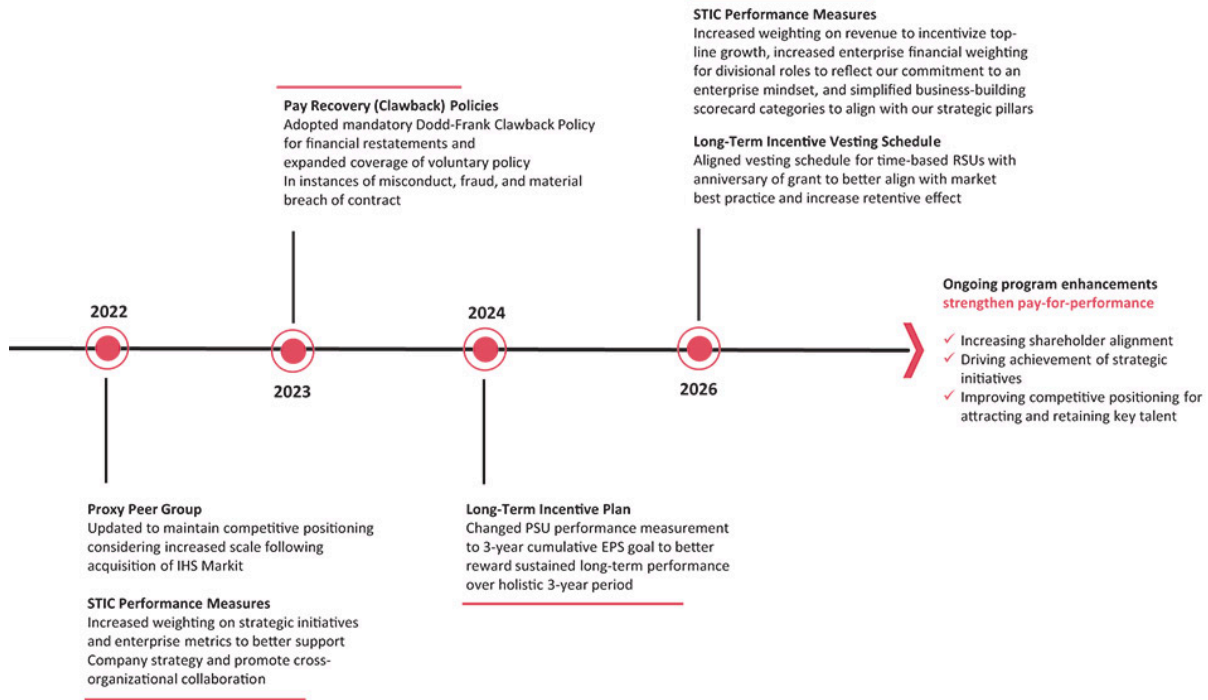 STIC Performance Measures
Increased weighting on revenue to incentivize top-
line growth, increased enterprise financial weighting
for divisional roles to reflect our commitment to an
enterprise mindset, and simplified business-building
scorecard categories to align with our strategic pillars
Pay Recovery (Clawback) Policies
Adopted mandatory Dodd-Frank Clawback Policy
for financial restatements and
expanded coverage of voluntary policy
In instances of misconduct, fraud, and material
breach of contract
Long-Term Incentive Vesting Schedule
Aligned vesting schedule for time-based RSUs with
anniversary of grant to better align with market
best practice and increase retentive effect
2022
2023
2024
2026
Ongoing program enhancements
strengthen pay-for-performance
✓ Increasing shareholder alignment
✓ Driving achievement of strategic
initiatives
✓ Improving competitive positioning for
attracting and retaining key talent
Proxy Peer Group
Updated to maintain competitive positioning
considering increased scale following
acquisition of IHS Markit
STIC Performance Measures
Increased weighting on strategic initiatives
and enterprise metrics to better support
Company strategy and promote cross-
organizational collaboration
Long-Term Incentive Plan
Changed PSU performance measurement
to 3-year cumulative EPS goal to better
reward sustained long-term performance
over holistic 3-year period